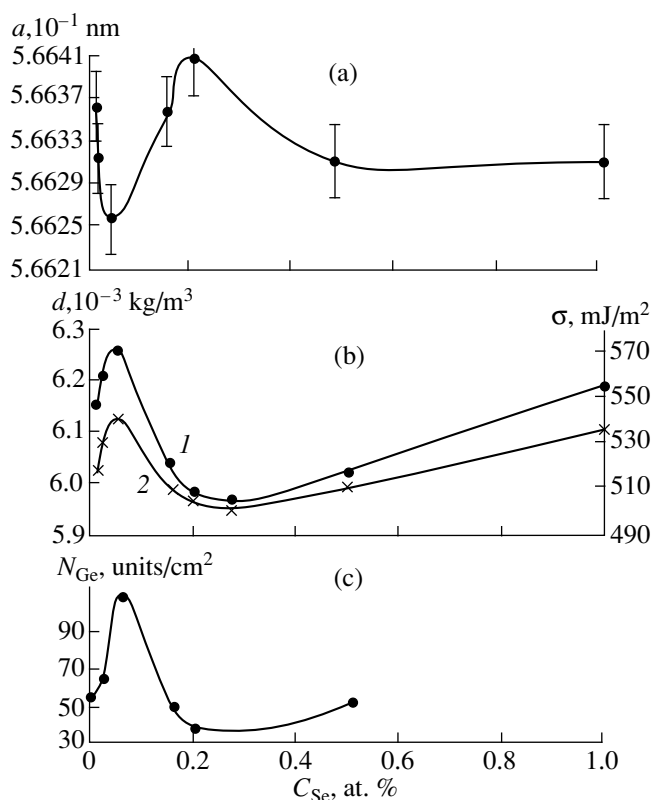 a,10⁻¹ nm
(a)
5.6641
5.6637
5.6633
5.6629
5.6625
5.6621
d,10⁻³ kg/m³
σ, mJ/m²
(b)
6.3
6.2
6.1
6.0
5.9
570
550
530
510
490
1
2
N_Ge, units/cm²
(c)
90
70
50
30
0 0.2 0.4 0.6 0.8 1.0
C_Se, at. %